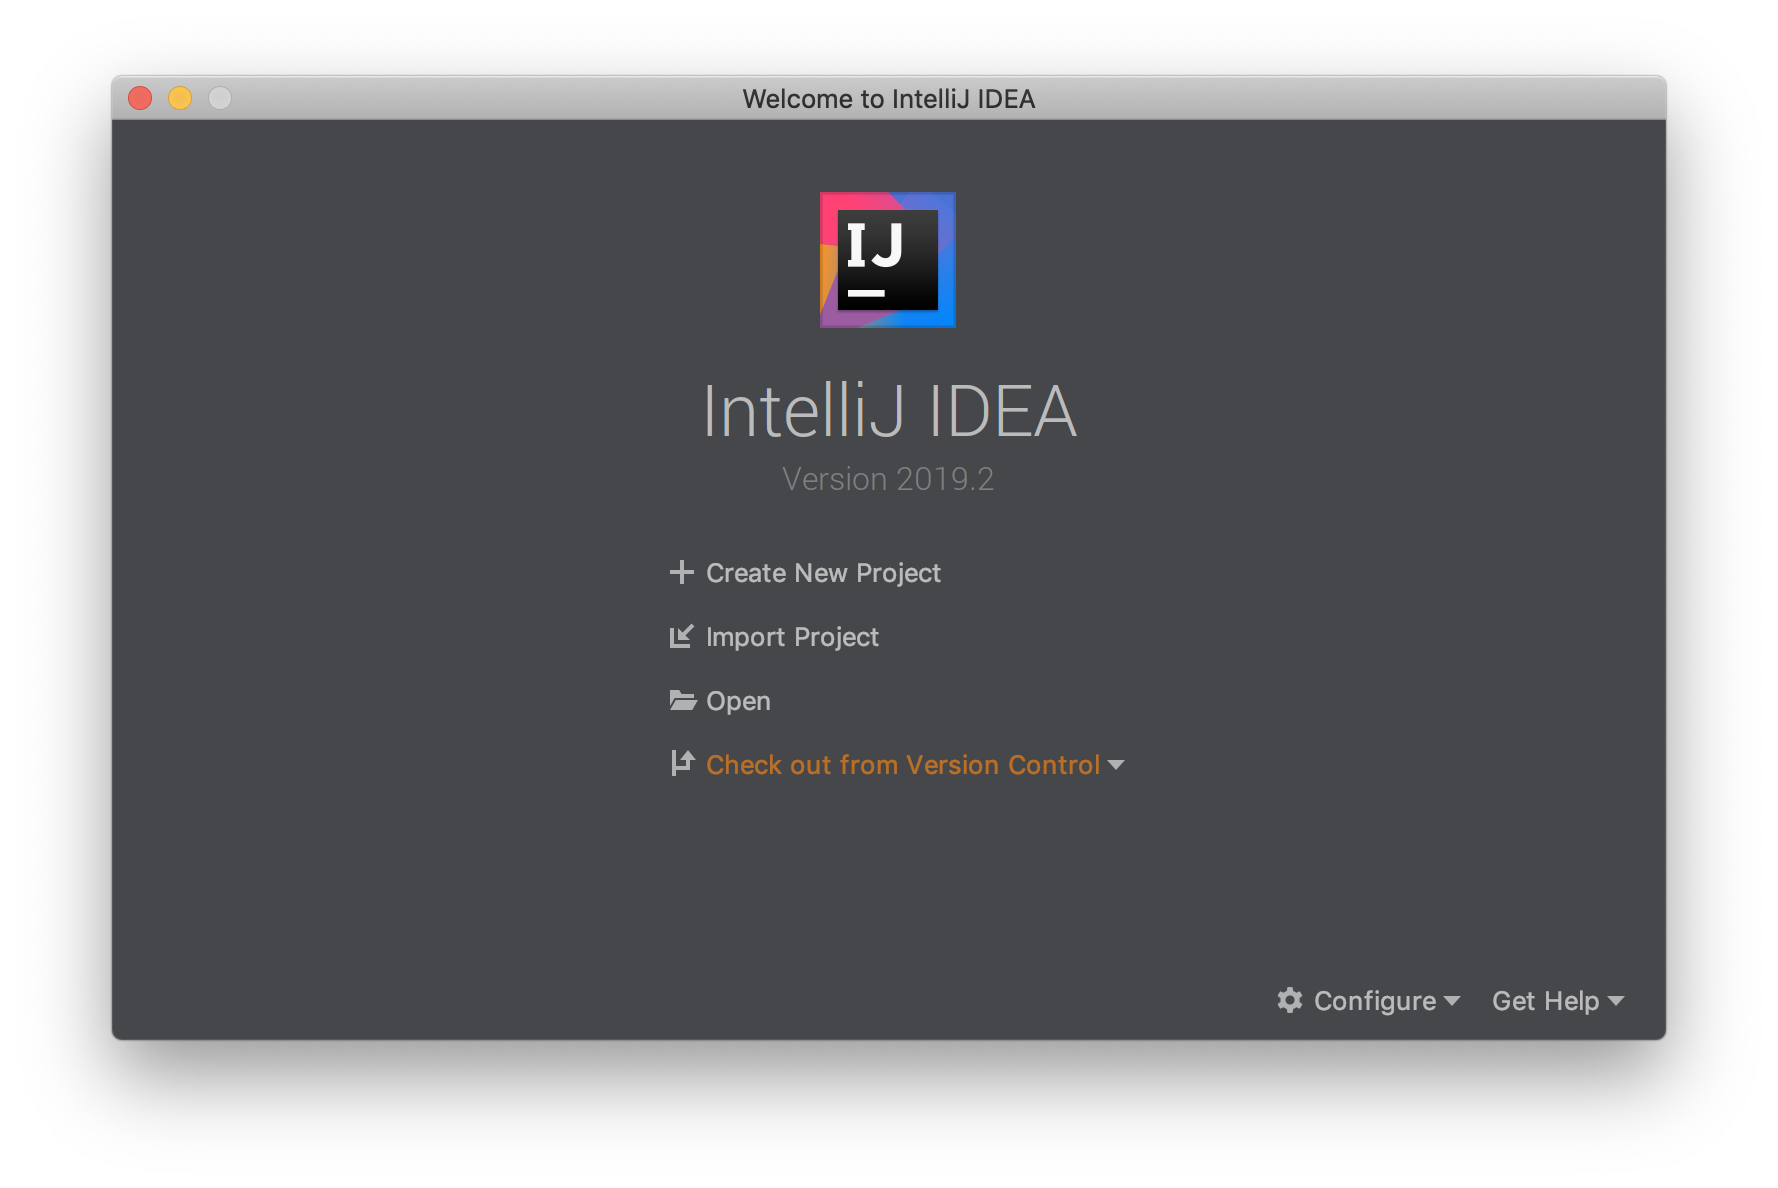 Welcome to IntelliJ IDEA
IJ
IntelliJ IDEA
Version 2019.2
Create New Project
Import Project
Open
Check out from Version Control
Configure Get Help